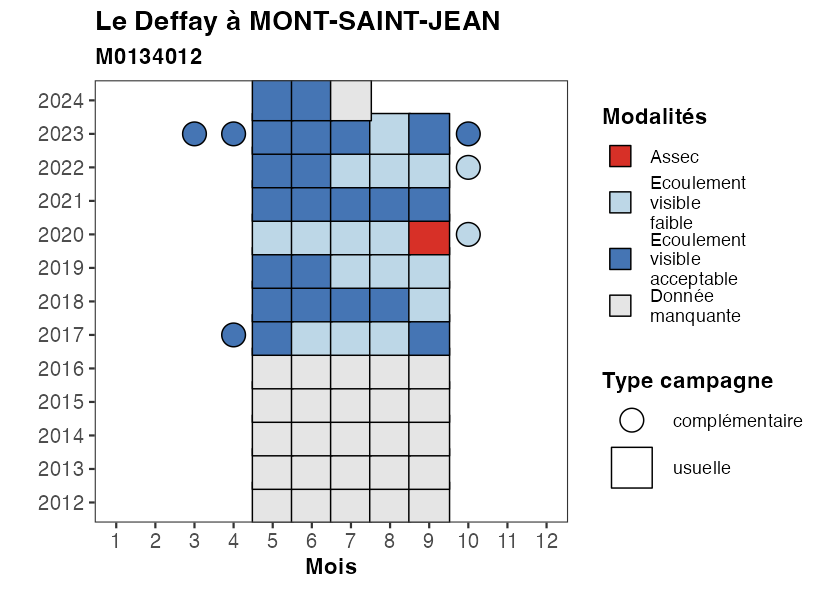 Le Deffay à MONT-SAINT-JEAN
M0134012
2024
2023
2022
2021
2020
2019
2018
2017
2016
2015
2014
2013
2012
1 2 3 4 5 6 7 8 9 10 11 12
Mois
Modalités
Assec
Ecoulement
visible
faible
Ecoulement
visible
acceptable
Donnée
manquante
Type campagne
complémentaire
usuelle